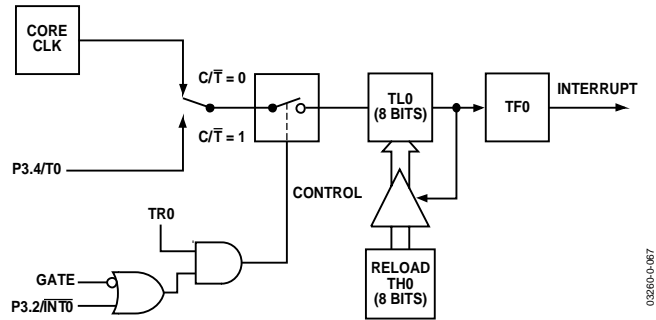 CORE
CLK
C/T̅ = 0
C/T̅ = 1
P3.4/T0
TL0
(8 BITS)
TF0
INTERRUPT
CONTROL
TR0
GATE
P3.2/I̅N̅T̅0̅
RELOAD
TH0
(8 BITS)
03260-0-067